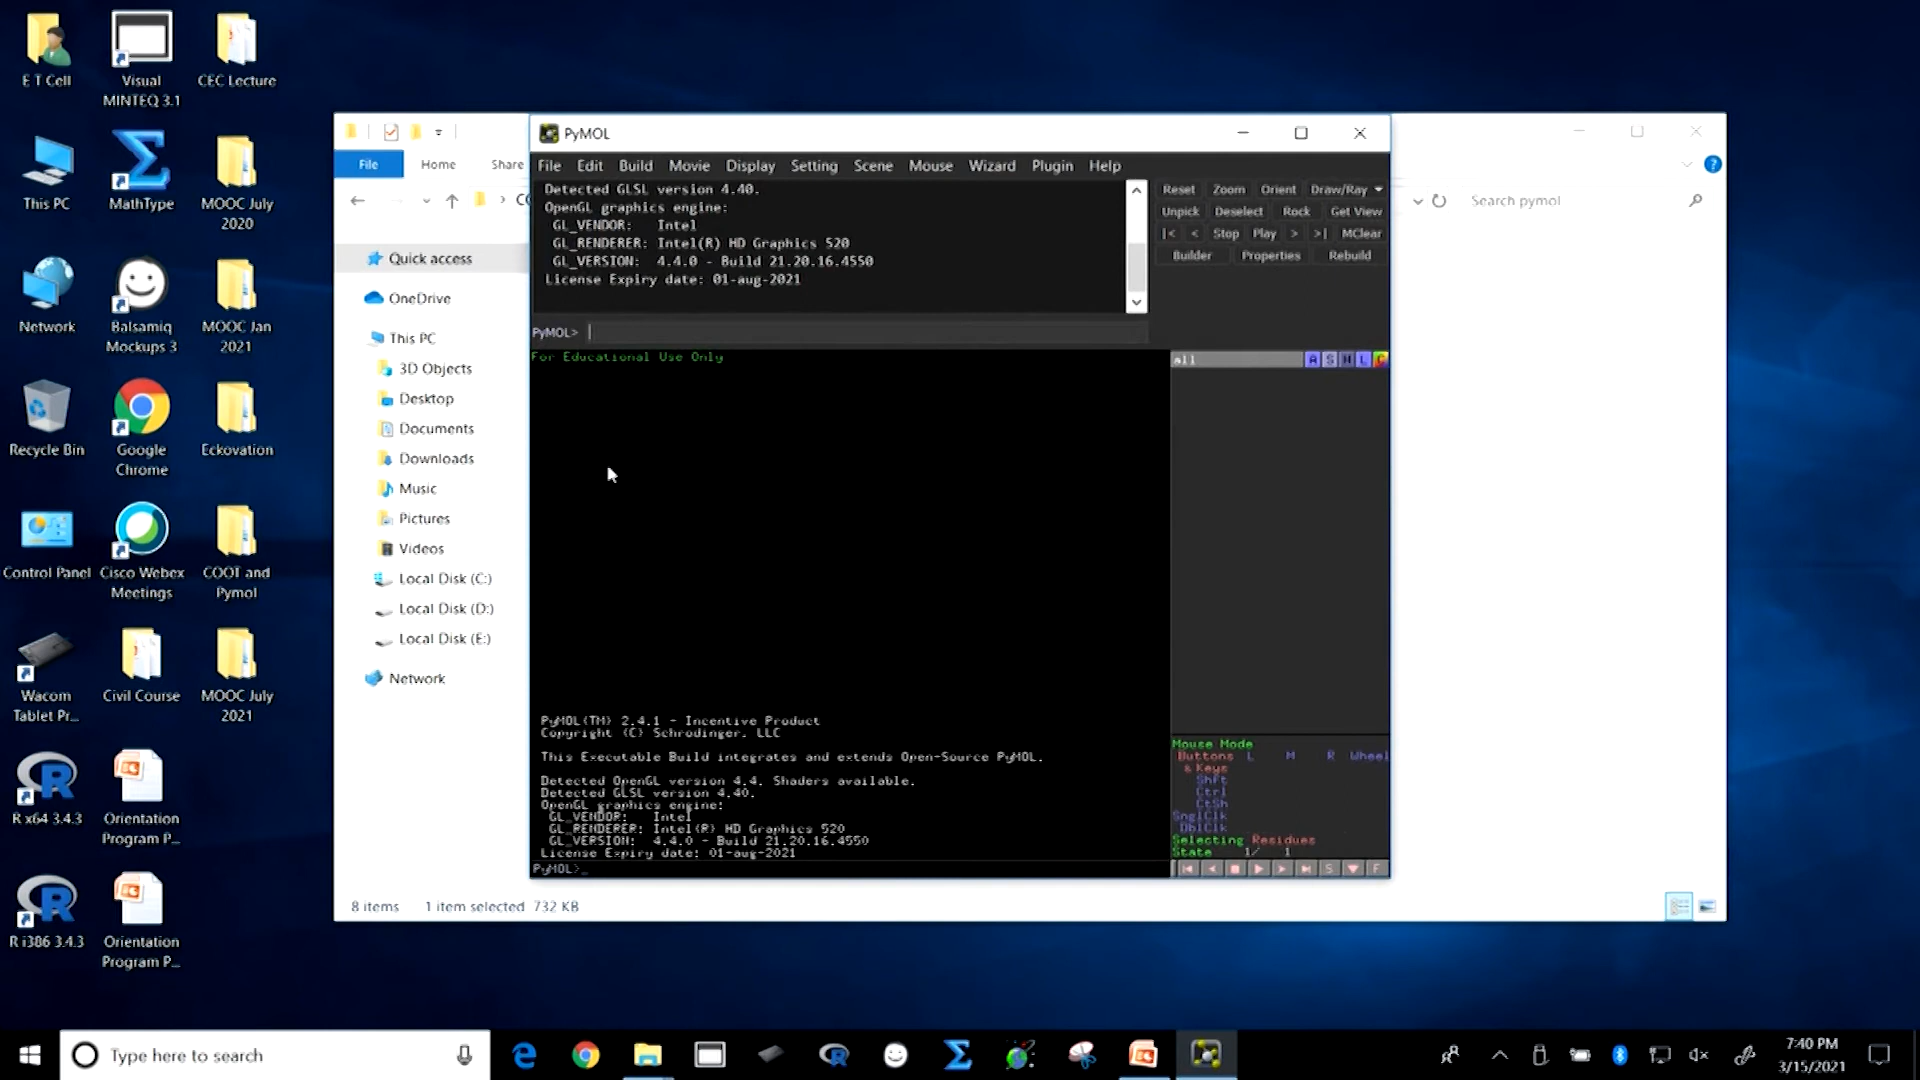 E T Cell
Visual
MINTEQ 3.1
CEC Lecture
This PC
MathType
MOOC July
2020
Network
Balsamiq
Mockups 3
MOOC Jan
2021
Recycle Bin
Google
Chrome
Eckovation
Control Panel
Cisco Webex
Meetings
COOT and
Pymol
Wacom
Tablet Pr...
Civil Course
MOOC July
2021
R x64 3.4.3
Orientation
Program P...
R i386 3.4.3
Orientation
Program P...
File
Home
Share
Search pymol
Quick access
OneDrive
This PC
3D Objects
Desktop
Documents
Downloads
Music
Pictures
Videos
Local Disk (C:)
Local Disk (D:)
Local Disk (E:)
Network
8 items
1 item selected 732 KB
PyMOL
File Edit Build Movie Display Setting Scene Mouse Wizard Plugin Help
Detected GLSL version 4.40.
OpenGL graphics engine:
GL_VENDOR: Intel
GL_RENDERER: Intel(R) HD Graphics 520
GL_VERSION: 4.4.0 - Build 21.20.16.4550
License Expiry date: 01-aug-2021
PyMOL>
Reset Zoom Orient Draw/Ray
Unpick Deselect Rock Get View
|< < Stop Play > >| MClear
Builder Properties Rebuild
For Educational Use Only
all A S H L C
PyMOL(TM) 2.4.1 - Incentive Product
Copyright (C) Schrodinger, LLC
This Executable Build integrates and extends Open-Source PyMOL.
Detected OpenGL version 4.4. Shaders available.
Detected GLSL version 4.40.
OpenGL graphics engine:
GL_VENDOR: Intel
GL_RENDERER: Intel(R) HD Graphics 520
GL_VERSION: 4.4.0 - Build 21.20.16.4550
License Expiry date: 01-aug-2021
PyMOL>_
Mouse Mode
Buttons L M R Wheel
& Keys
Shft
Ctrl
CtSh
SnglClk
DblClk
Selecting Residues
State 1/ 1
S F
Type here to search
7:40 PM
3/15/2021